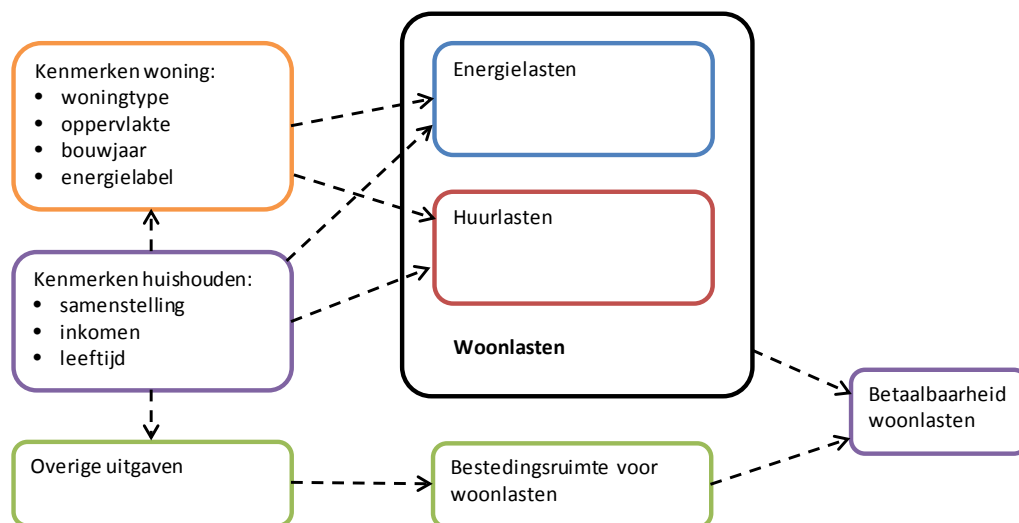 Kenmerken woning:
• woningtype
• oppervlakte
• bouwjaar
• energielabel
Energielasten
Huurlasten
Kenmerken huishouden:
• samenstelling
• inkomen
• leeftijd
Woonlasten
Betaalbaarheid
woonlasten
Overige uitgaven
Bestedingsruimte voor
woonlasten